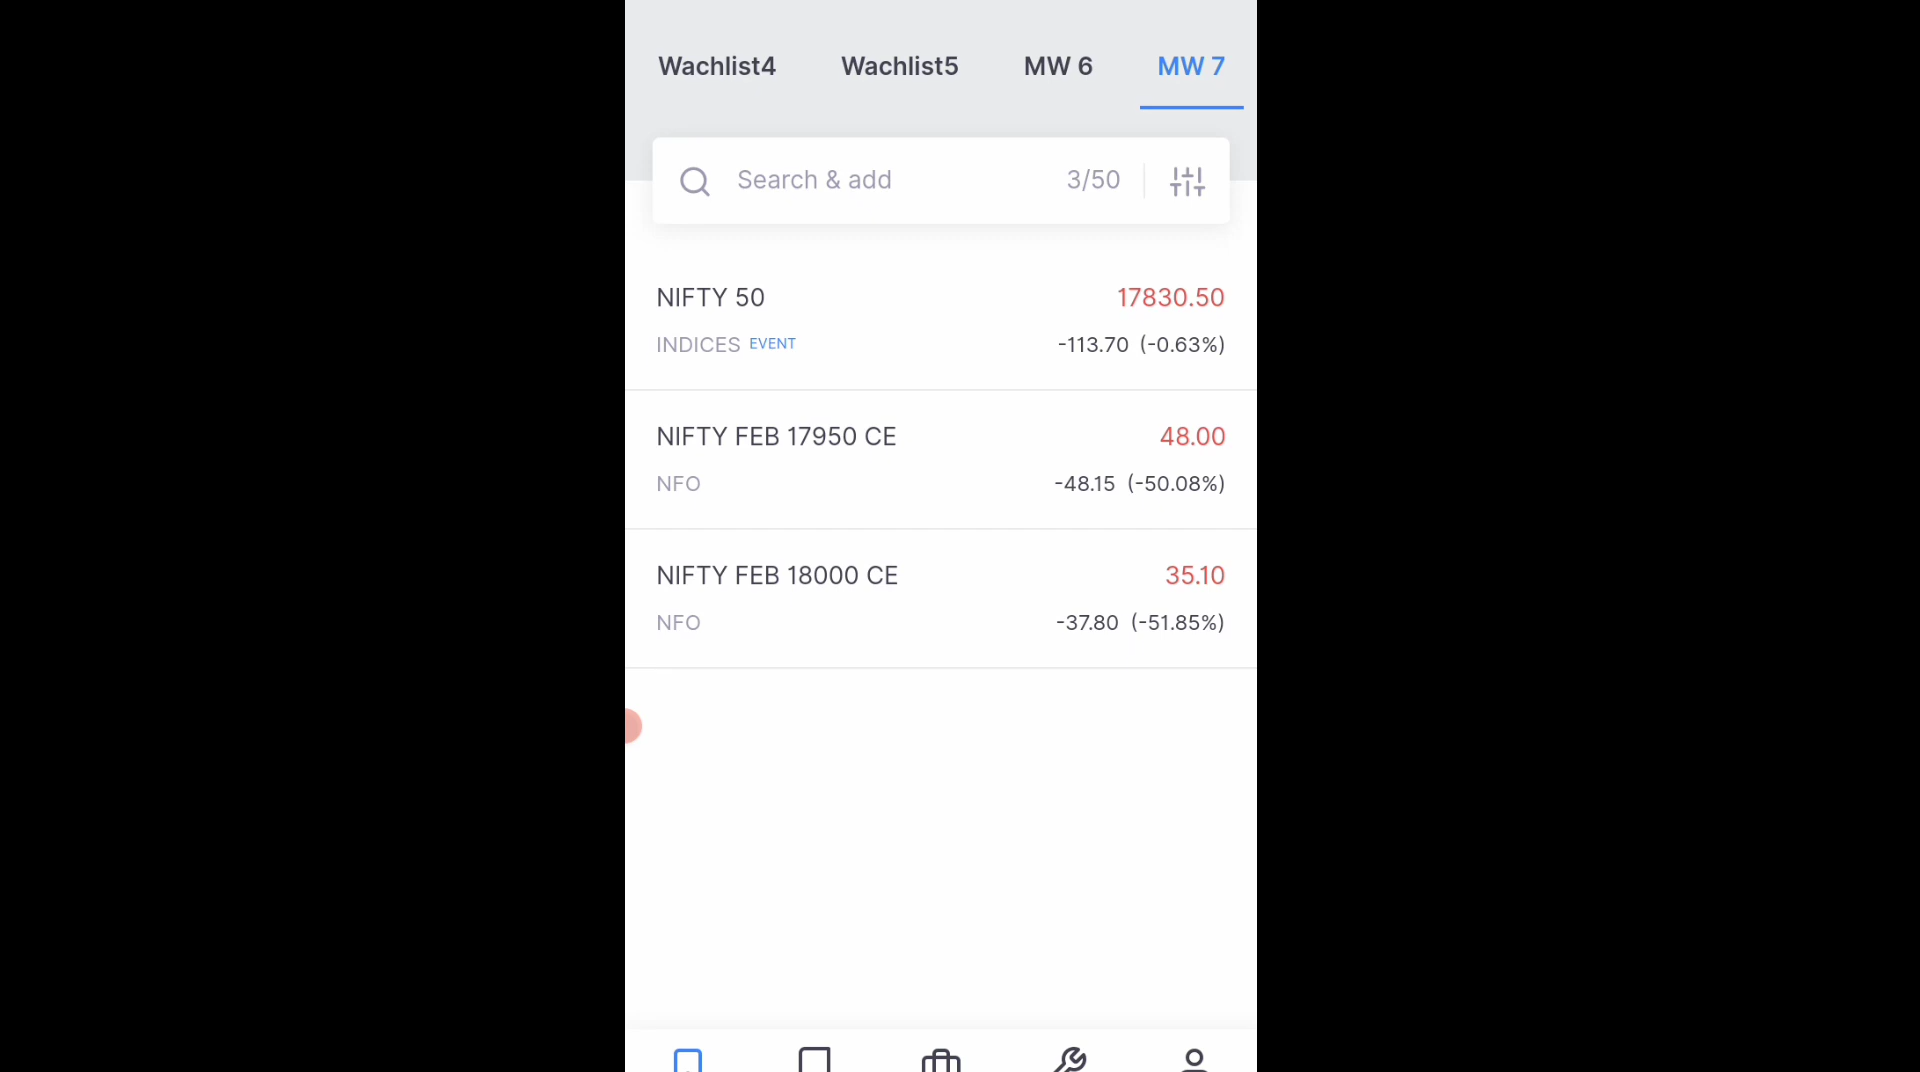 Wachlist4 Wachlist5 MW 6 MW 7
Search & add 3/50
NIFTY 50 17830.50
INDICES EVENT -113.70 (-0.63%)
NIFTY FEB 17950 CE 48.00
NFO -48.15 (-50.08%)
NIFTY FEB 18000 CE 35.10
NFO -37.80 (-51.85%)